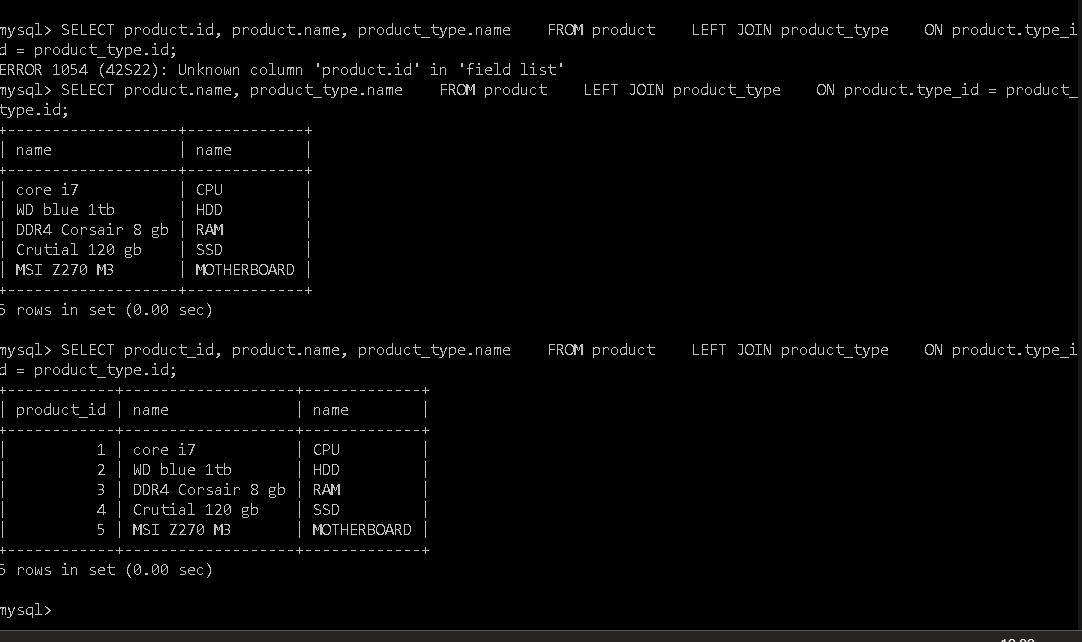 mysql> SELECT product.id, product.name, product_type.name    FROM product    LEFT JOIN product_type    ON product.type_i
d = product_type.id;
ERROR 1054 (42S22): Unknown column 'product.id' in 'field list'
mysql> SELECT product.name, product_type.name    FROM product    LEFT JOIN product_type    ON product.type_id = product_
type.id;
+-------------------+-------------+
| name              | name        |
+-------------------+-------------+
| core i7           | CPU         |
| WD blue 1tb       | HDD         |
| DDR4 Corsair 8 gb | RAM         |
| Crutial 120 gb    | SSD         |
| MSI Z270 M3       | MOTHERBOARD |
+-------------------+-------------+
5 rows in set (0.00 sec)
mysql> SELECT product_id, product.name, product_type.name    FROM product    LEFT JOIN product_type    ON product.type_i
d = product_type.id;
+------------+-------------------+-------------+
| product_id | name              | name        |
+------------+-------------------+-------------+
|          1 | core i7           | CPU         |
|          2 | WD blue 1tb       | HDD         |
|          3 | DDR4 Corsair 8 gb | RAM         |
|          4 | Crutial 120 gb    | SSD         |
|          5 | MSI Z270 M3       | MOTHERBOARD |
+------------+-------------------+-------------+
5 rows in set (0.00 sec)
mysql>